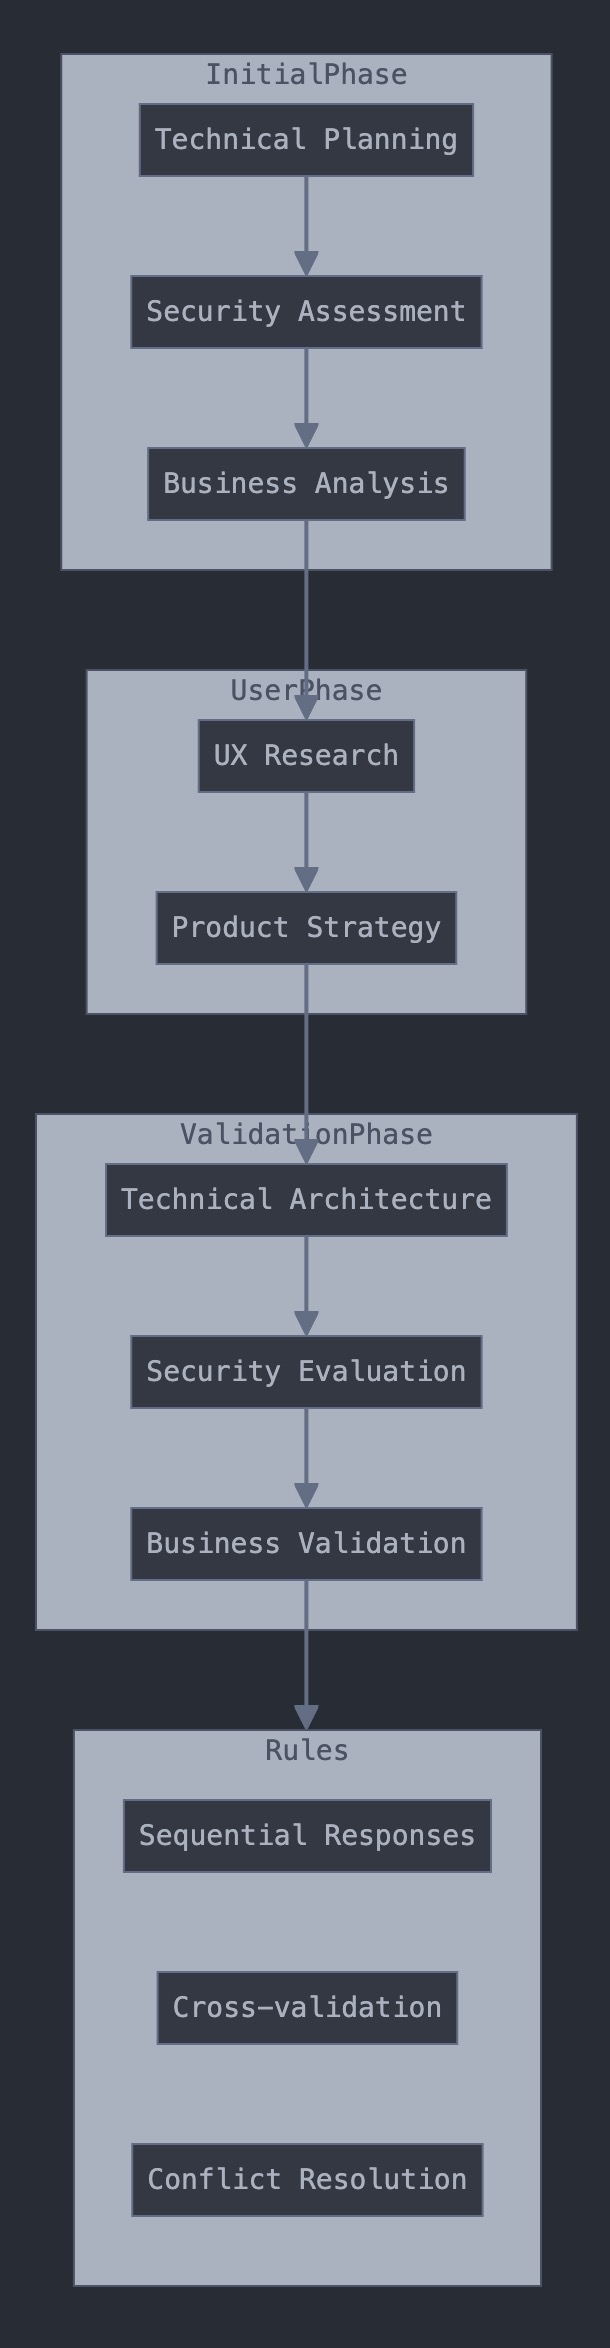 InitialPhase
Technical Planning
Security Assessment
Business Analysis
UserPhase
UX Research
Product Strategy
ValidationPhase
Technical Architecture
Security Evaluation
Business Validation
Rules
Sequential Responses
Cross-validation
Conflict Resolution